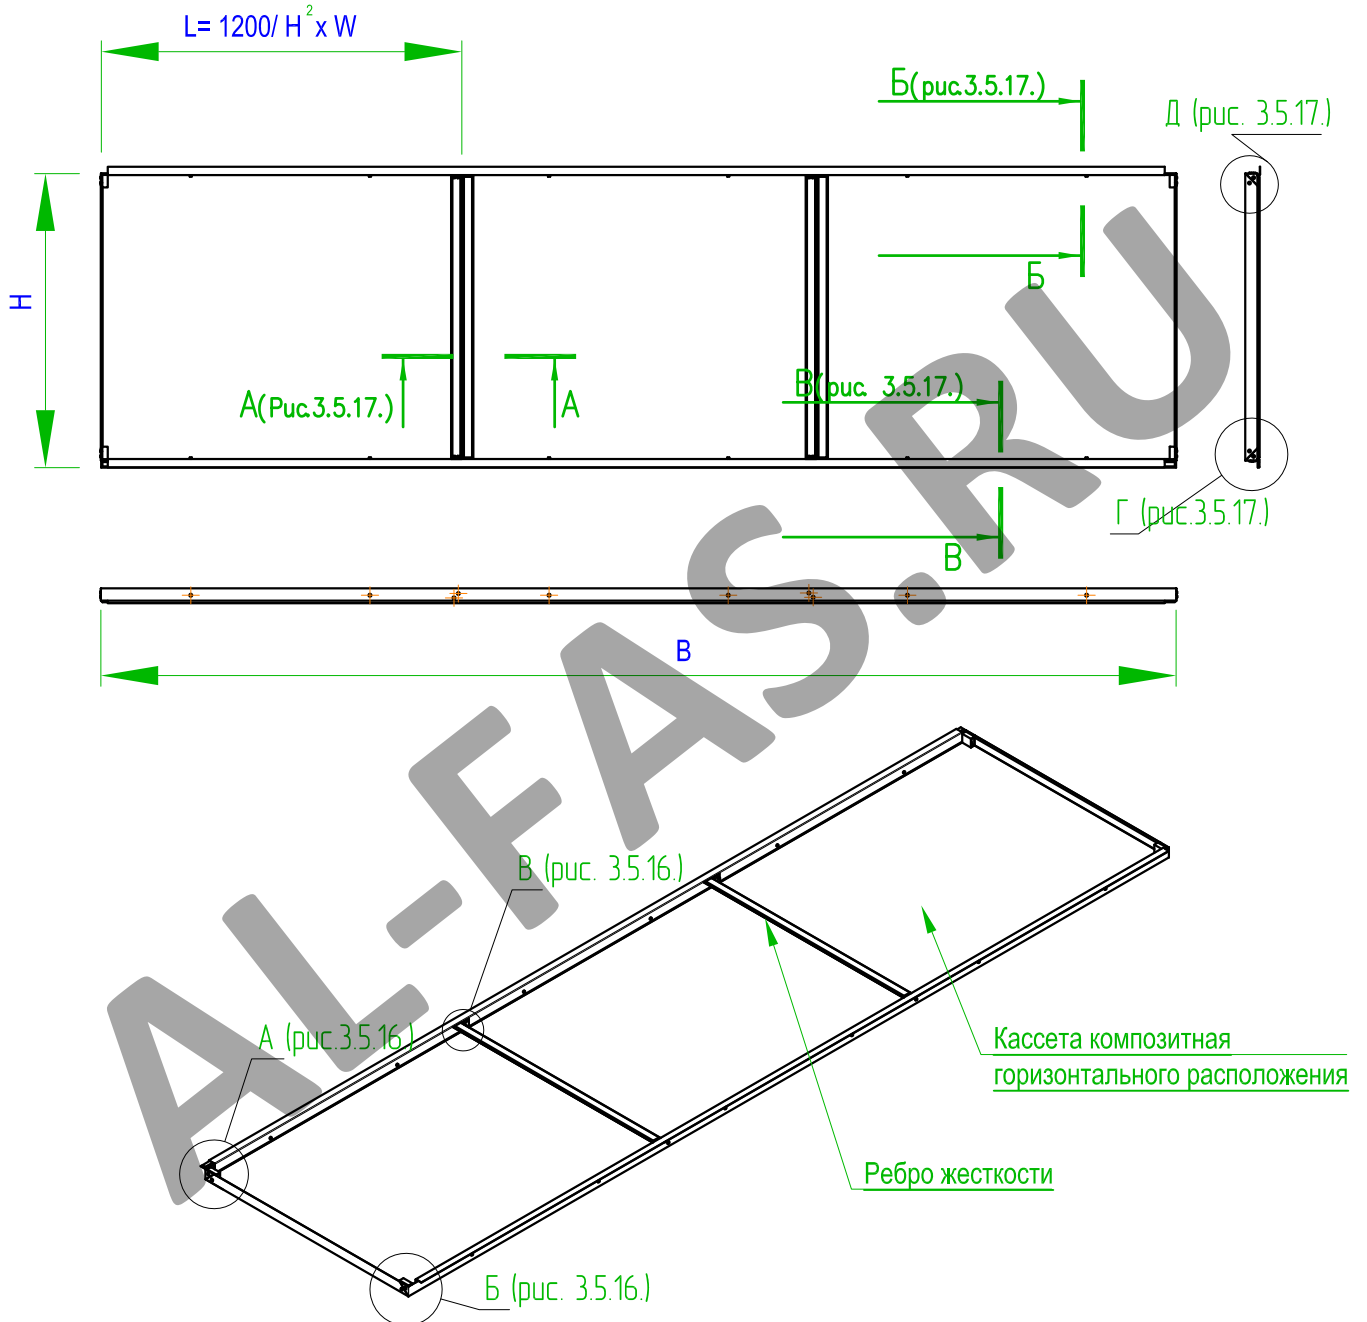 L= 1200/ H² x W
Б(рис.3.5.17.)
Д (рис. 3.5.17.)
H
Б
А(Рис.3.5.17.)
А
В(рис. 3.5.17.)
Г (рис.3.5.17.)
В
В
В (рис. 3.5.16.)
А (рис.3.5.16.)
Кассета композитная
горизонтального расположения
Ребро жесткости
Б (рис. 3.5.16.)
AL-FAS.RU